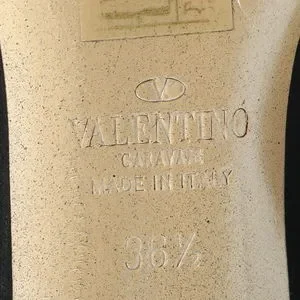 V
VALENTINO
GARAVANI
MADE IN ITALY
36½